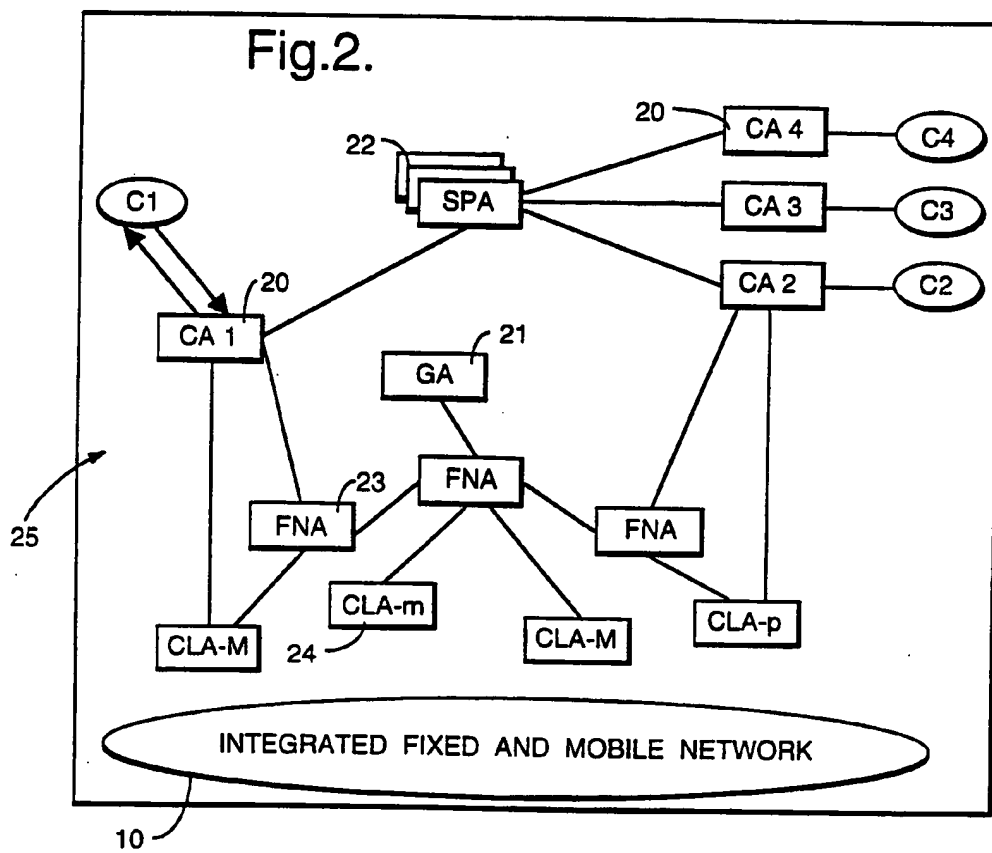 Fig.2.
20
CA 4
C4
22
SPA
CA 3
C3
C1
CA 2
C2
20
CA 1
21
GA
FNA
23
FNA
FNA
25
CLA-m
24
CLA-M
CLA-M
CLA-p
INTEGRATED FIXED AND MOBILE NETWORK
10